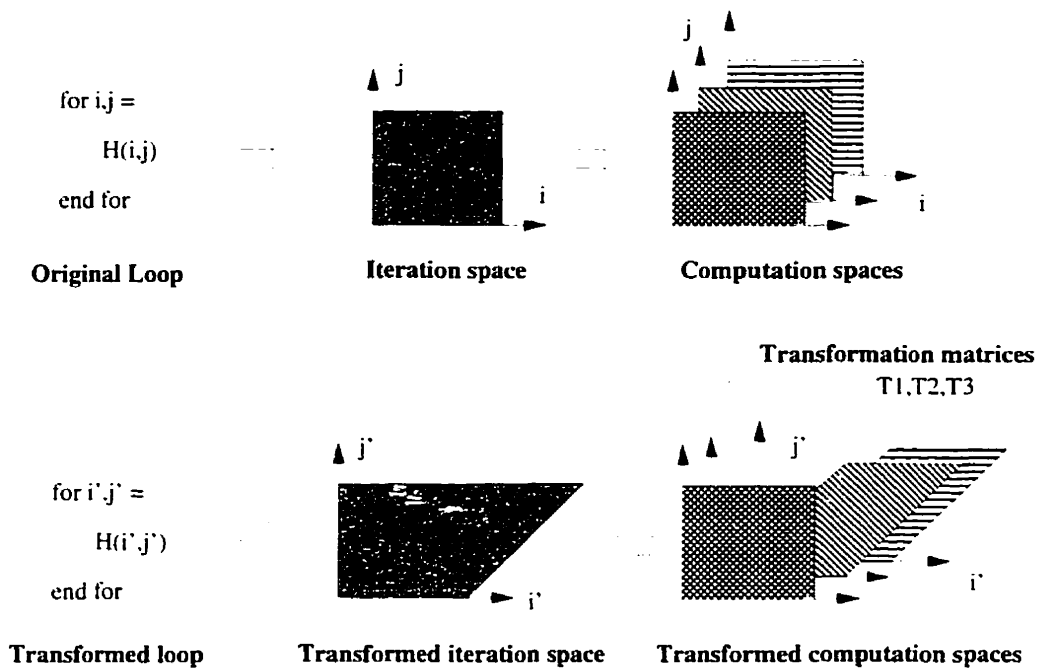 for i,j =
H(i,j)
end for
Original Loop
j
i
Iteration space
j
i
Computation spaces
Transformation matrices
T1,T2,T3
for i',j' =
H(i',j')
end for
Transformed loop
j'
i'
Transformed iteration space
j'
i'
Transformed computation spaces